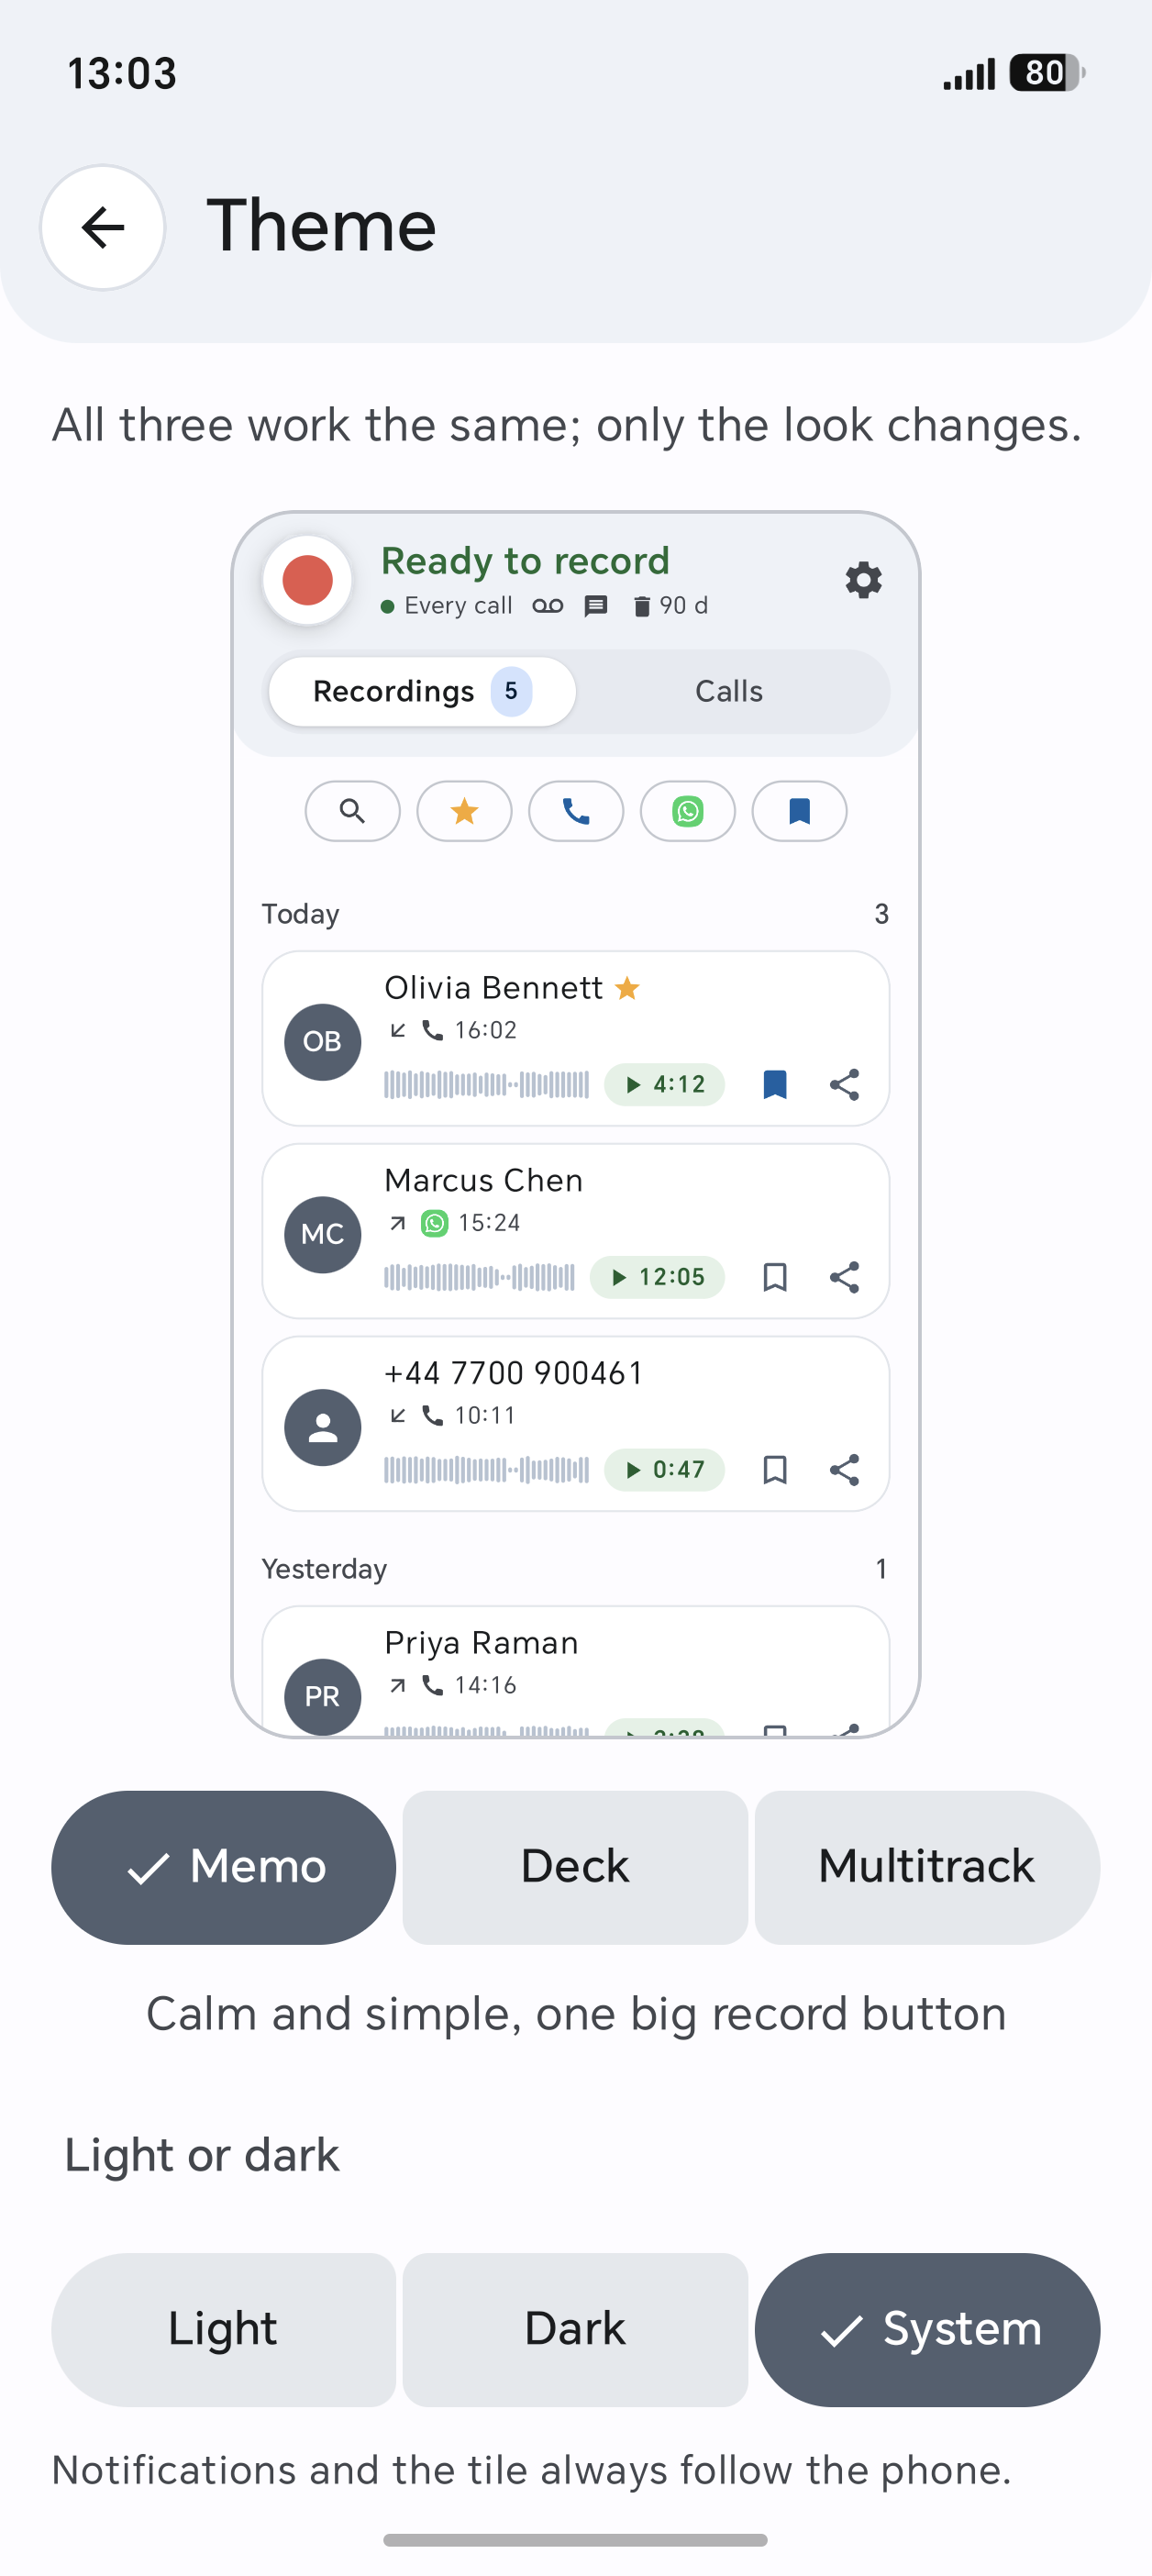 13:03
80
Theme
All three work the same; only the look changes.
Ready to record
Every call 90 d
Recordings 5 Calls
Today 3
OB Olivia Bennett
16:02
4:12
MC Marcus Chen
15:24
12:05
+44 7700 900461
10:11
0:47
Yesterday 1
PR Priya Raman
14:16
Memo Deck Multitrack
Calm and simple, one big record button
Light or dark
Light Dark System
Notifications and the tile always follow the phone.